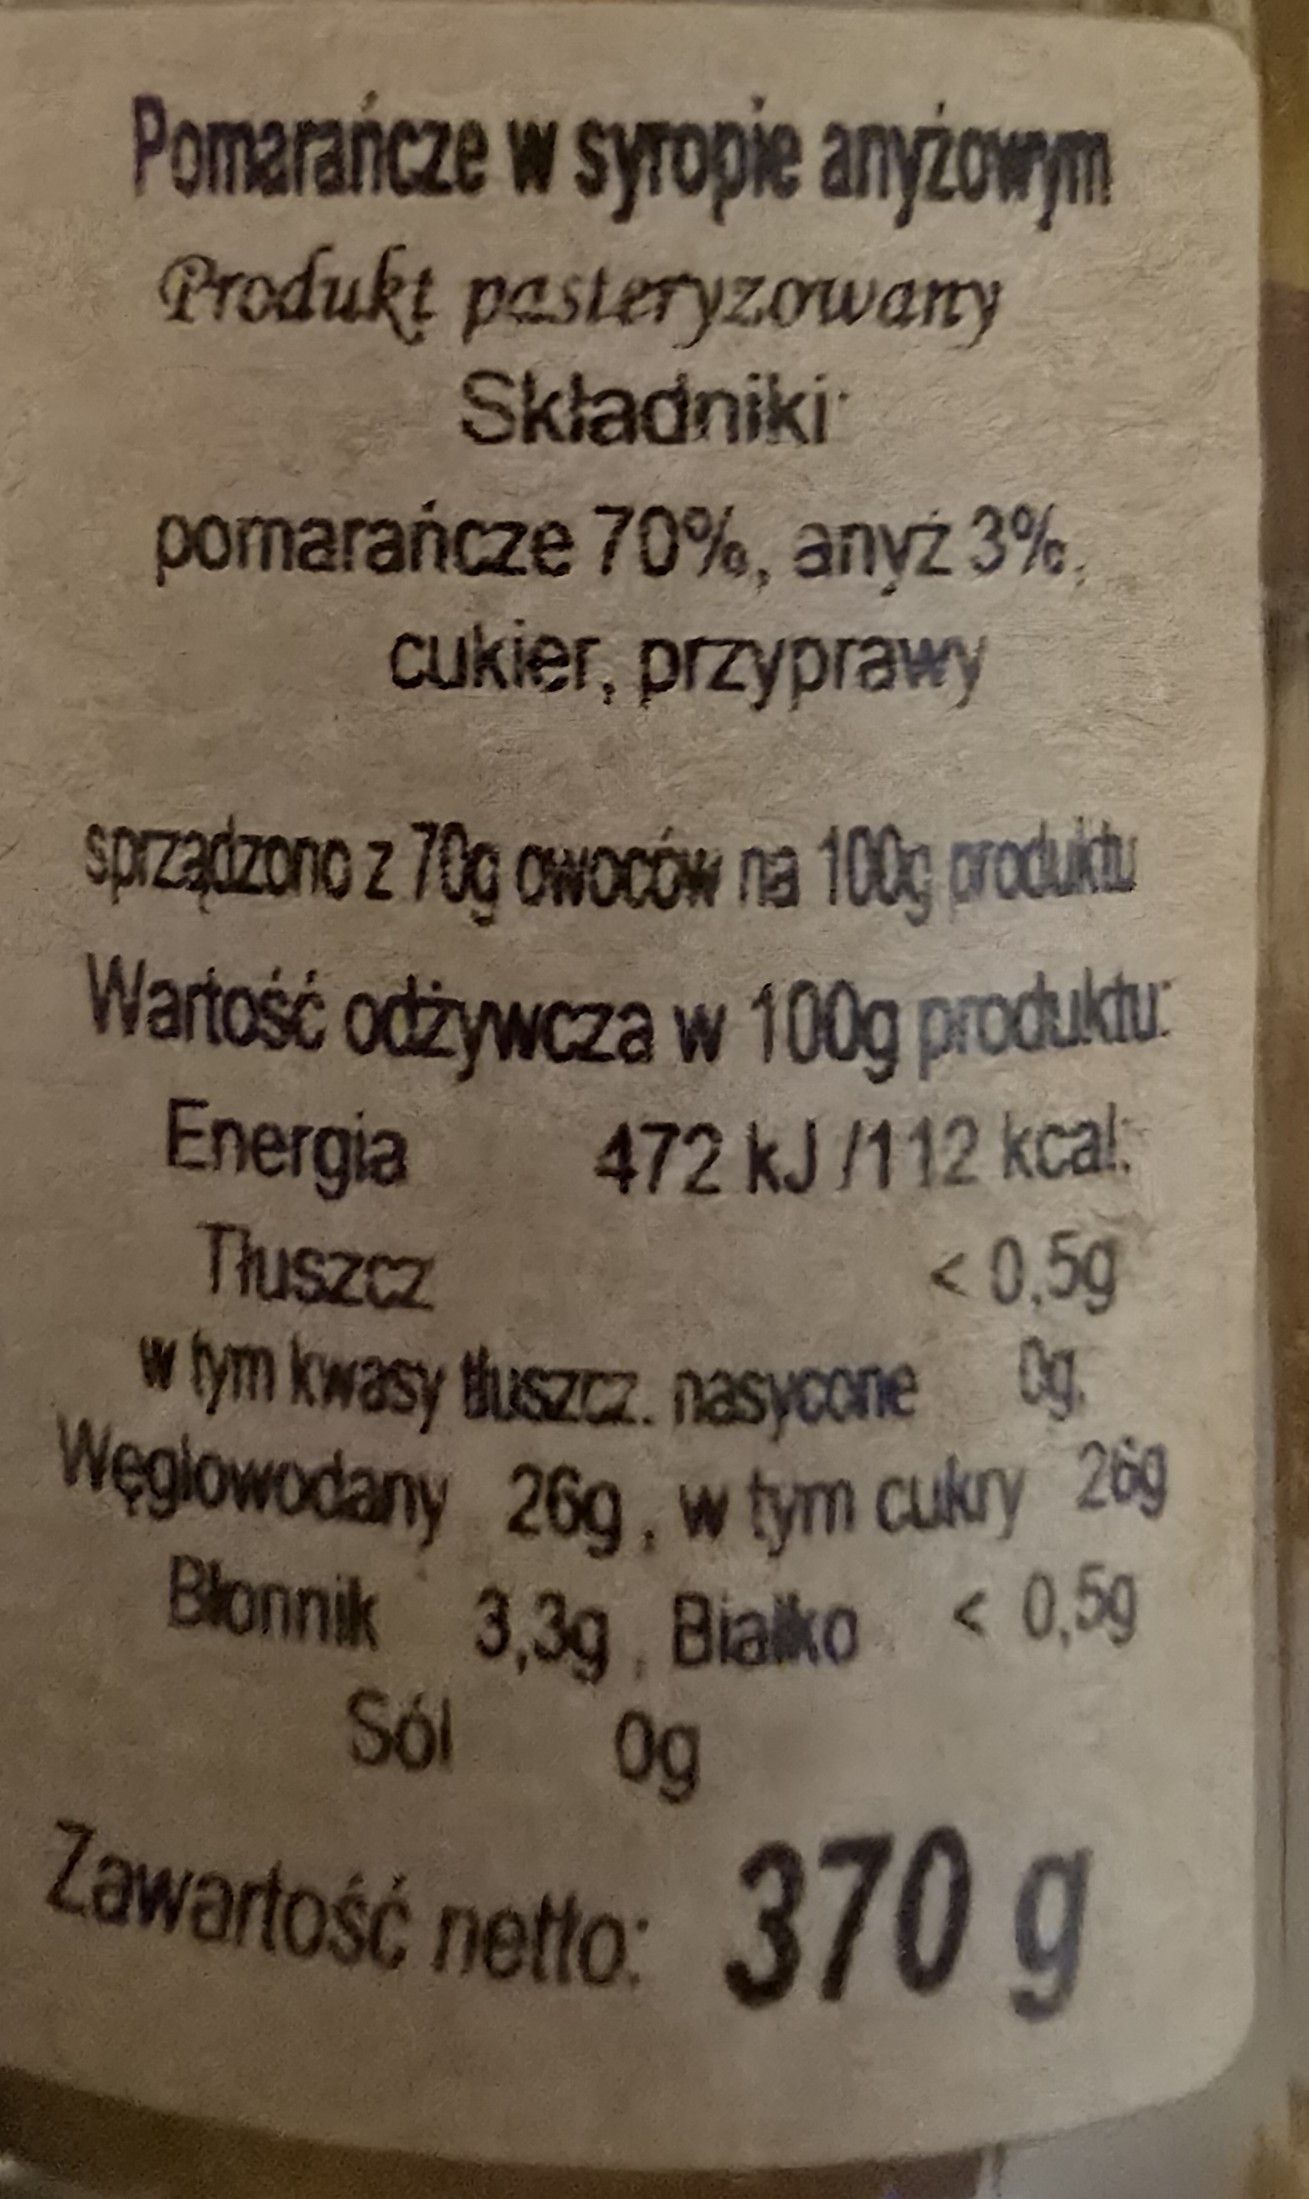 Pomarańcze w syropie anyżowym
Produkt pasteryzowany
Składniki:
pomarańcze 70%, anyż 3%,
cukier, przyprawy
sprządzono z 70g owoców na 100g produktu
Wartość odżywcza w 100g produktu:
Energia 472 kJ /112 kcal.
Tłuszcz < 0,5g
w tym kwasy tłuszcz. nasycone 0g.
Węglowodany 26g , w tym cukry 26g
Błonnik 3,3g , Białko < 0,5g
Sól 0g
Zawartość netto: 370 g